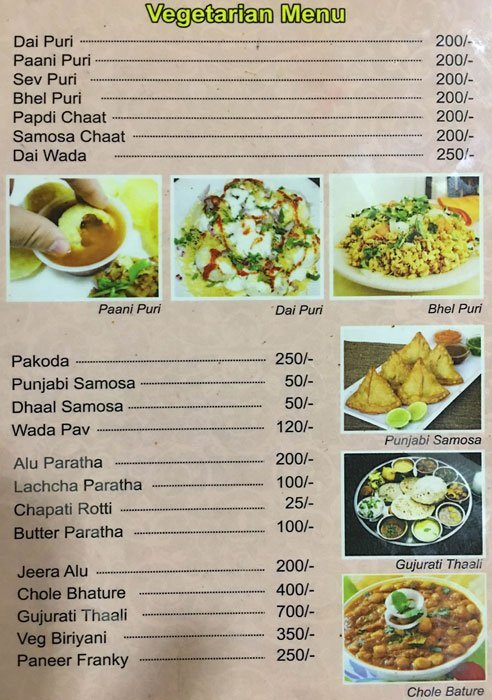 Vegetarian Menu
Dai Puri 200/-
Paani Puri 200/-
Sev Puri 200/-
Bhel Puri 200/-
Papdi Chaat 200/-
Samosa Chaat 200/-
Dai Wada 250/-
Paani Puri Dai Puri Bhel Puri
Pakoda 250/-
Punjabi Samosa 50/-
Dhaal Samosa 50/-
Wada Pav 120/-
Punjabi Samosa
Alu Paratha 200/-
Lachcha Paratha 100/-
Chapati Rotti 25/-
Butter Paratha 100/-
Gujurati Thaali
Jeera Alu 200/-
Chole Bhature 400/-
Gujurati Thaali 700/-
Veg Biriyani 350/-
Paneer Franky 250/-
Chole Bature